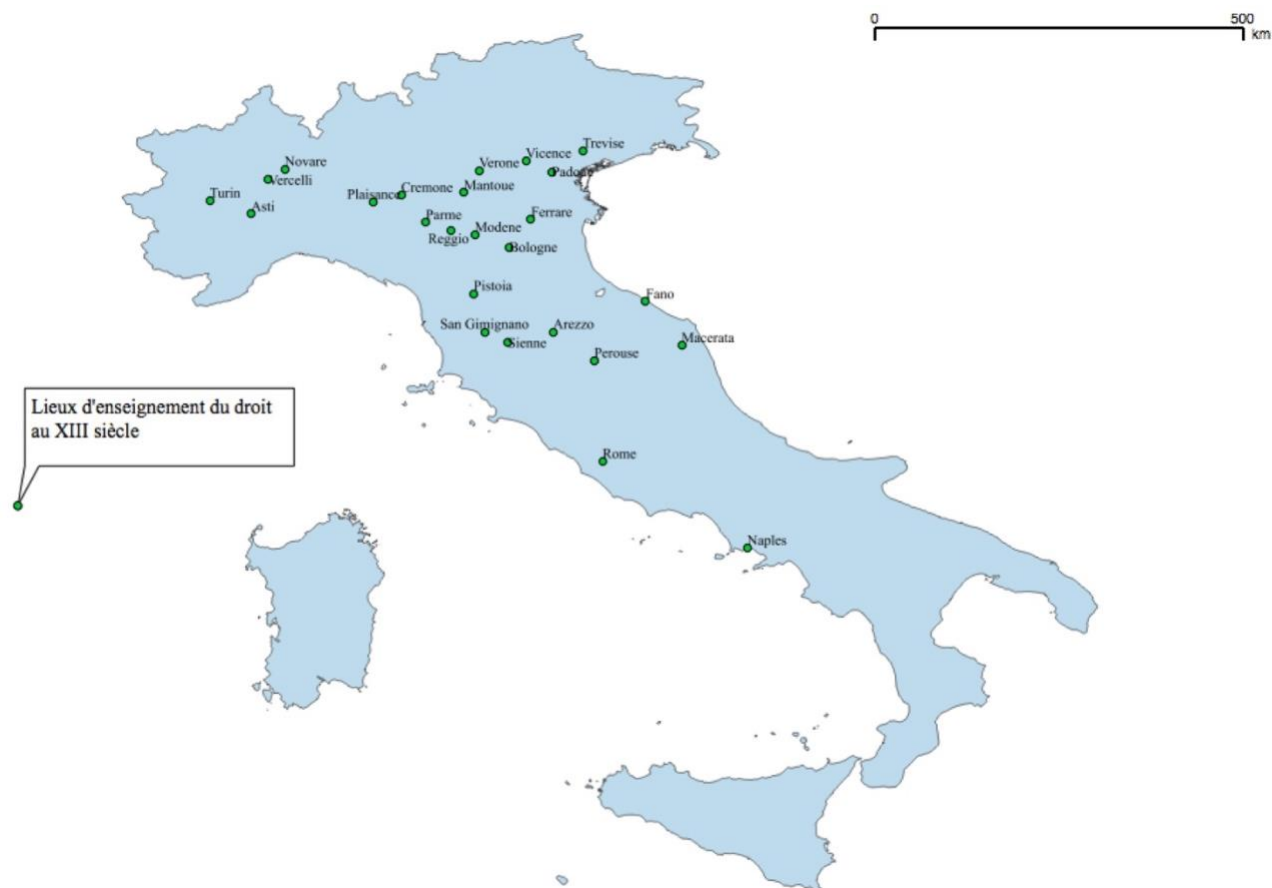 0 500
km
Trevise
Vicence
Novare
Verone
Padoue
Vercelli
Turin
Cremone
Mantoue
Plaisance
Asti
Parme
Ferrare
Modene
Reggio
Bologne
Pistoia
Fano
San Gimignano
Arezzo
Sienne
Macerata
Perouse
Lieux d'enseignement du droit
au XIII siècle
Rome
Naples